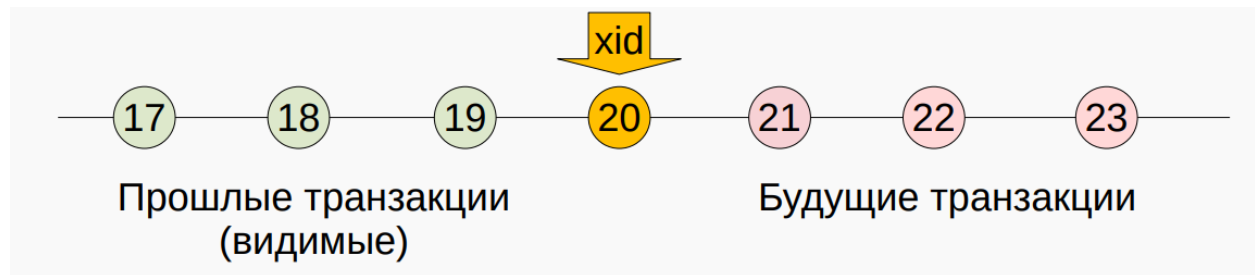 xid
17 18 19 20 21 22 23
Прошлые транзакции
(видимые)
Будущие транзакции